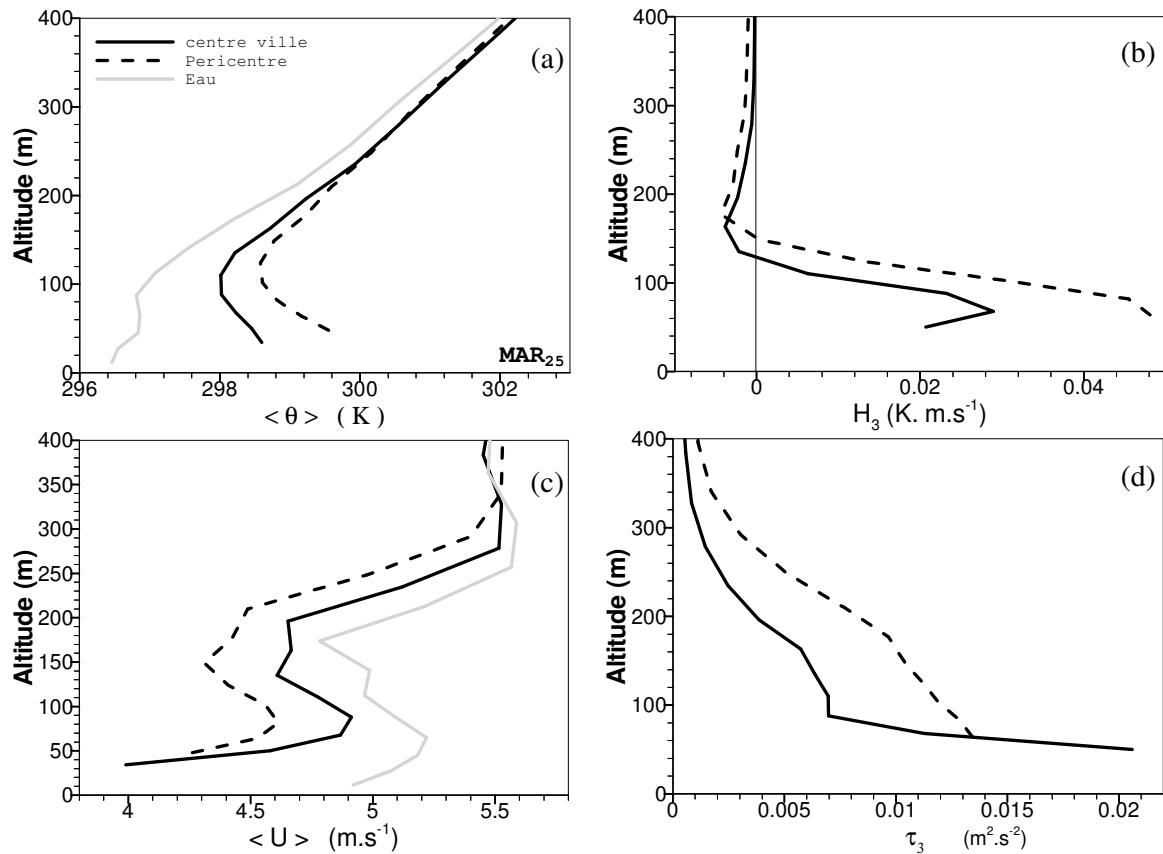 400
300
200
100
0
Altitude (m)
centre ville
Pericentre
Eau
(a)
MAR25
296
298
300
302
< θ > ( K )
400
300
200
100
0
Altitude (m)
(b)
0
0.02
0.04
H3 (K. m.s-1)
400
350
300
250
200
150
100
50
0
Altitude (m)
(c)
4
4.5
5
5.5
< U > (m.s-1)
400
300
200
100
0
Altitude (m)
(d)
0
0.005
0.01
0.015
0.02
τ3 (m2.s-2)